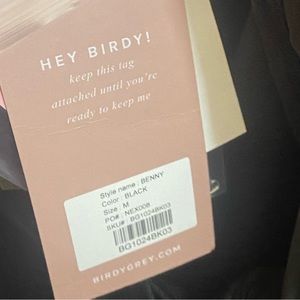 HEY BIRDY!
keep this tag
attached until you're
ready to keep me
Style name : BENNY
Color : BLACK
Size : M
PO# : NEX008
SKU# : BG1024BK03
BG1024BK03
BIRDYGREY.COM